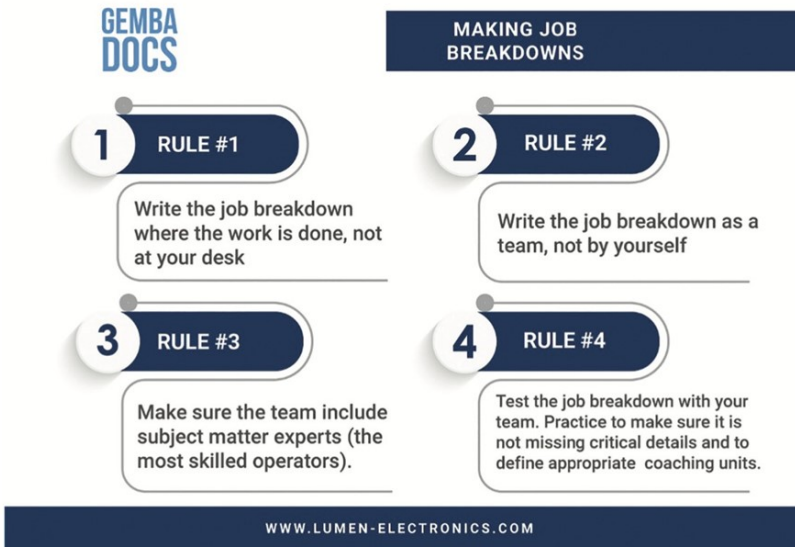 GEMBA
DOCS
MAKING JOB
BREAKDOWNS
1
RULE #1
Write the job breakdown
where the work is done, not
at your desk
2
RULE #2
Write the job breakdown as a
team, not by yourself
3
RULE #3
Make sure the team include
subject matter experts (the
most skilled operators).
4
RULE #4
Test the job breakdown with your
team. Practice to make sure it is
not missing critical details and to
define appropriate coaching units.
WWW.LUMEN-ELECTRONICS.COM